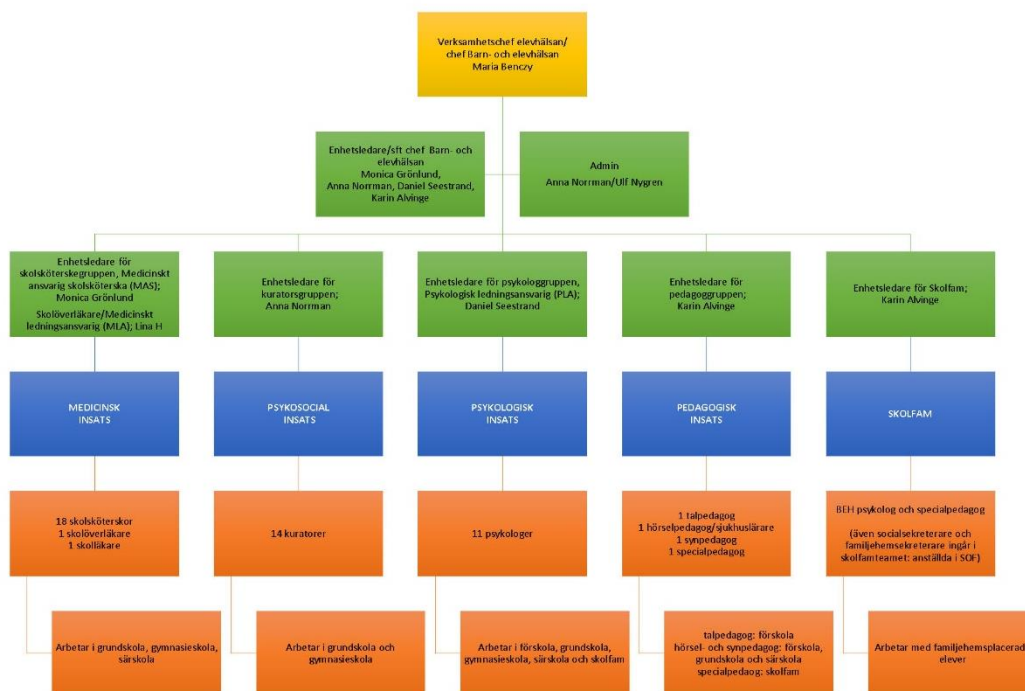 Verksamhetschef elevhälsan/
chef Barn- och elevhälsan
Maria Benczy
Enhetsledare/sft chef Barn- och
elevhälsan
Monica Grönlund,
Anna Norrman, Daniel Seestrand,
Karin Alvinge
Admin
Anna Norrman/Ulf Nygren
Enhetsledare för
skolsköterskegruppen, Medicinskt
ansvarig skolsköterska (MAS);
Monica Grönlund
Skolöverläkare/Medicinskt
ledningsansvarig (MLA); Lina H
Enhetsledare för
kuratorsgruppen;
Anna Norrman
Enhetsledare för psykologgruppen,
Psykologisk ledningsansvarig (PLA);
Daniel Seestrand
Enhetsledare för
pedagoggruppen;
Karin Alvinge
Enhetsledare för Skolfam;
Karin Alvinge
MEDICINSK
INSATS
PSYKOSOCIAL
INSATS
PSYKOLOGISK
INSATS
PEDAGOGISK
INSATS
SKOLFAM
18 skolsköterskor
1 skolöverläkare
1 skolläkare
14 kuratorer
11 psykologer
1 talpedagog
1 hörselpedagog/sjukhuslärare
1 synpedagog
1 specialpedagog
BEH psykolog och specialpedagog
(även socialsekreterare och
familjehemsekreterare ingår i
skolfamteamet: anställda i SOF)
Arbetar i grundskola, gymnasieskola,
särskola
Arbetar i grundskola och
gymnasieskola
Arbetar i förskola, grundskola,
gymnasieskola, särskola och skolfam
talpedagog: förskola
hörsel- och synpedagog: förskola,
grundskola och särskola
specialpedaog: skolfam
Arbetar med familjehemsplacerad
elever